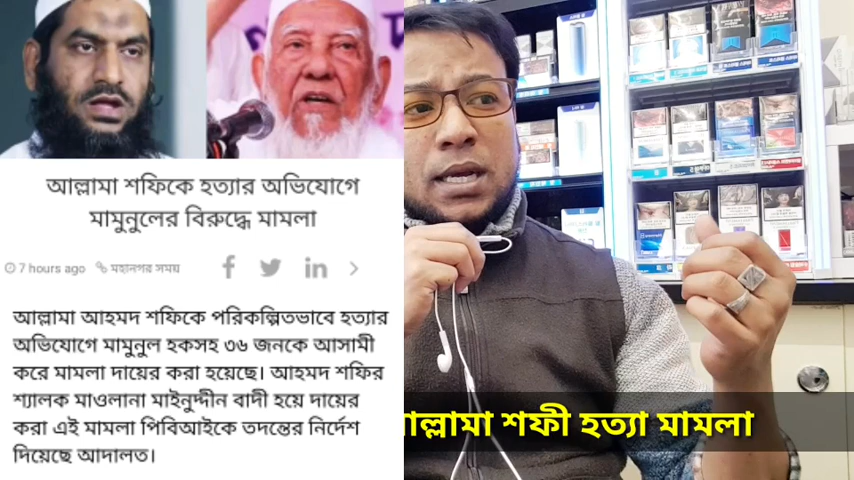 আল্লামা শফিকে হত্যার অভিযোগে
মামুনুলের বিরুদ্ধে মামলা
7 hours ago মহানগর সময়
আল্লামা আহমদ শফিকে পরিকল্পিতভাবে হত্যার
অভিযোগে মামুনুল হকসহ ৩৬ জনকে আসামী
করে মামলা দায়ের করা হয়েছে। আহমদ শফির
শ্যালক মাওলানা মাইনুদ্দীন বাদী হয়ে দায়ের
করা এই মামলা পিবিআইকে তদন্তের নির্দেশ
দিয়েছে আদালত।
আল্লামা শফী হত্যা মামলা